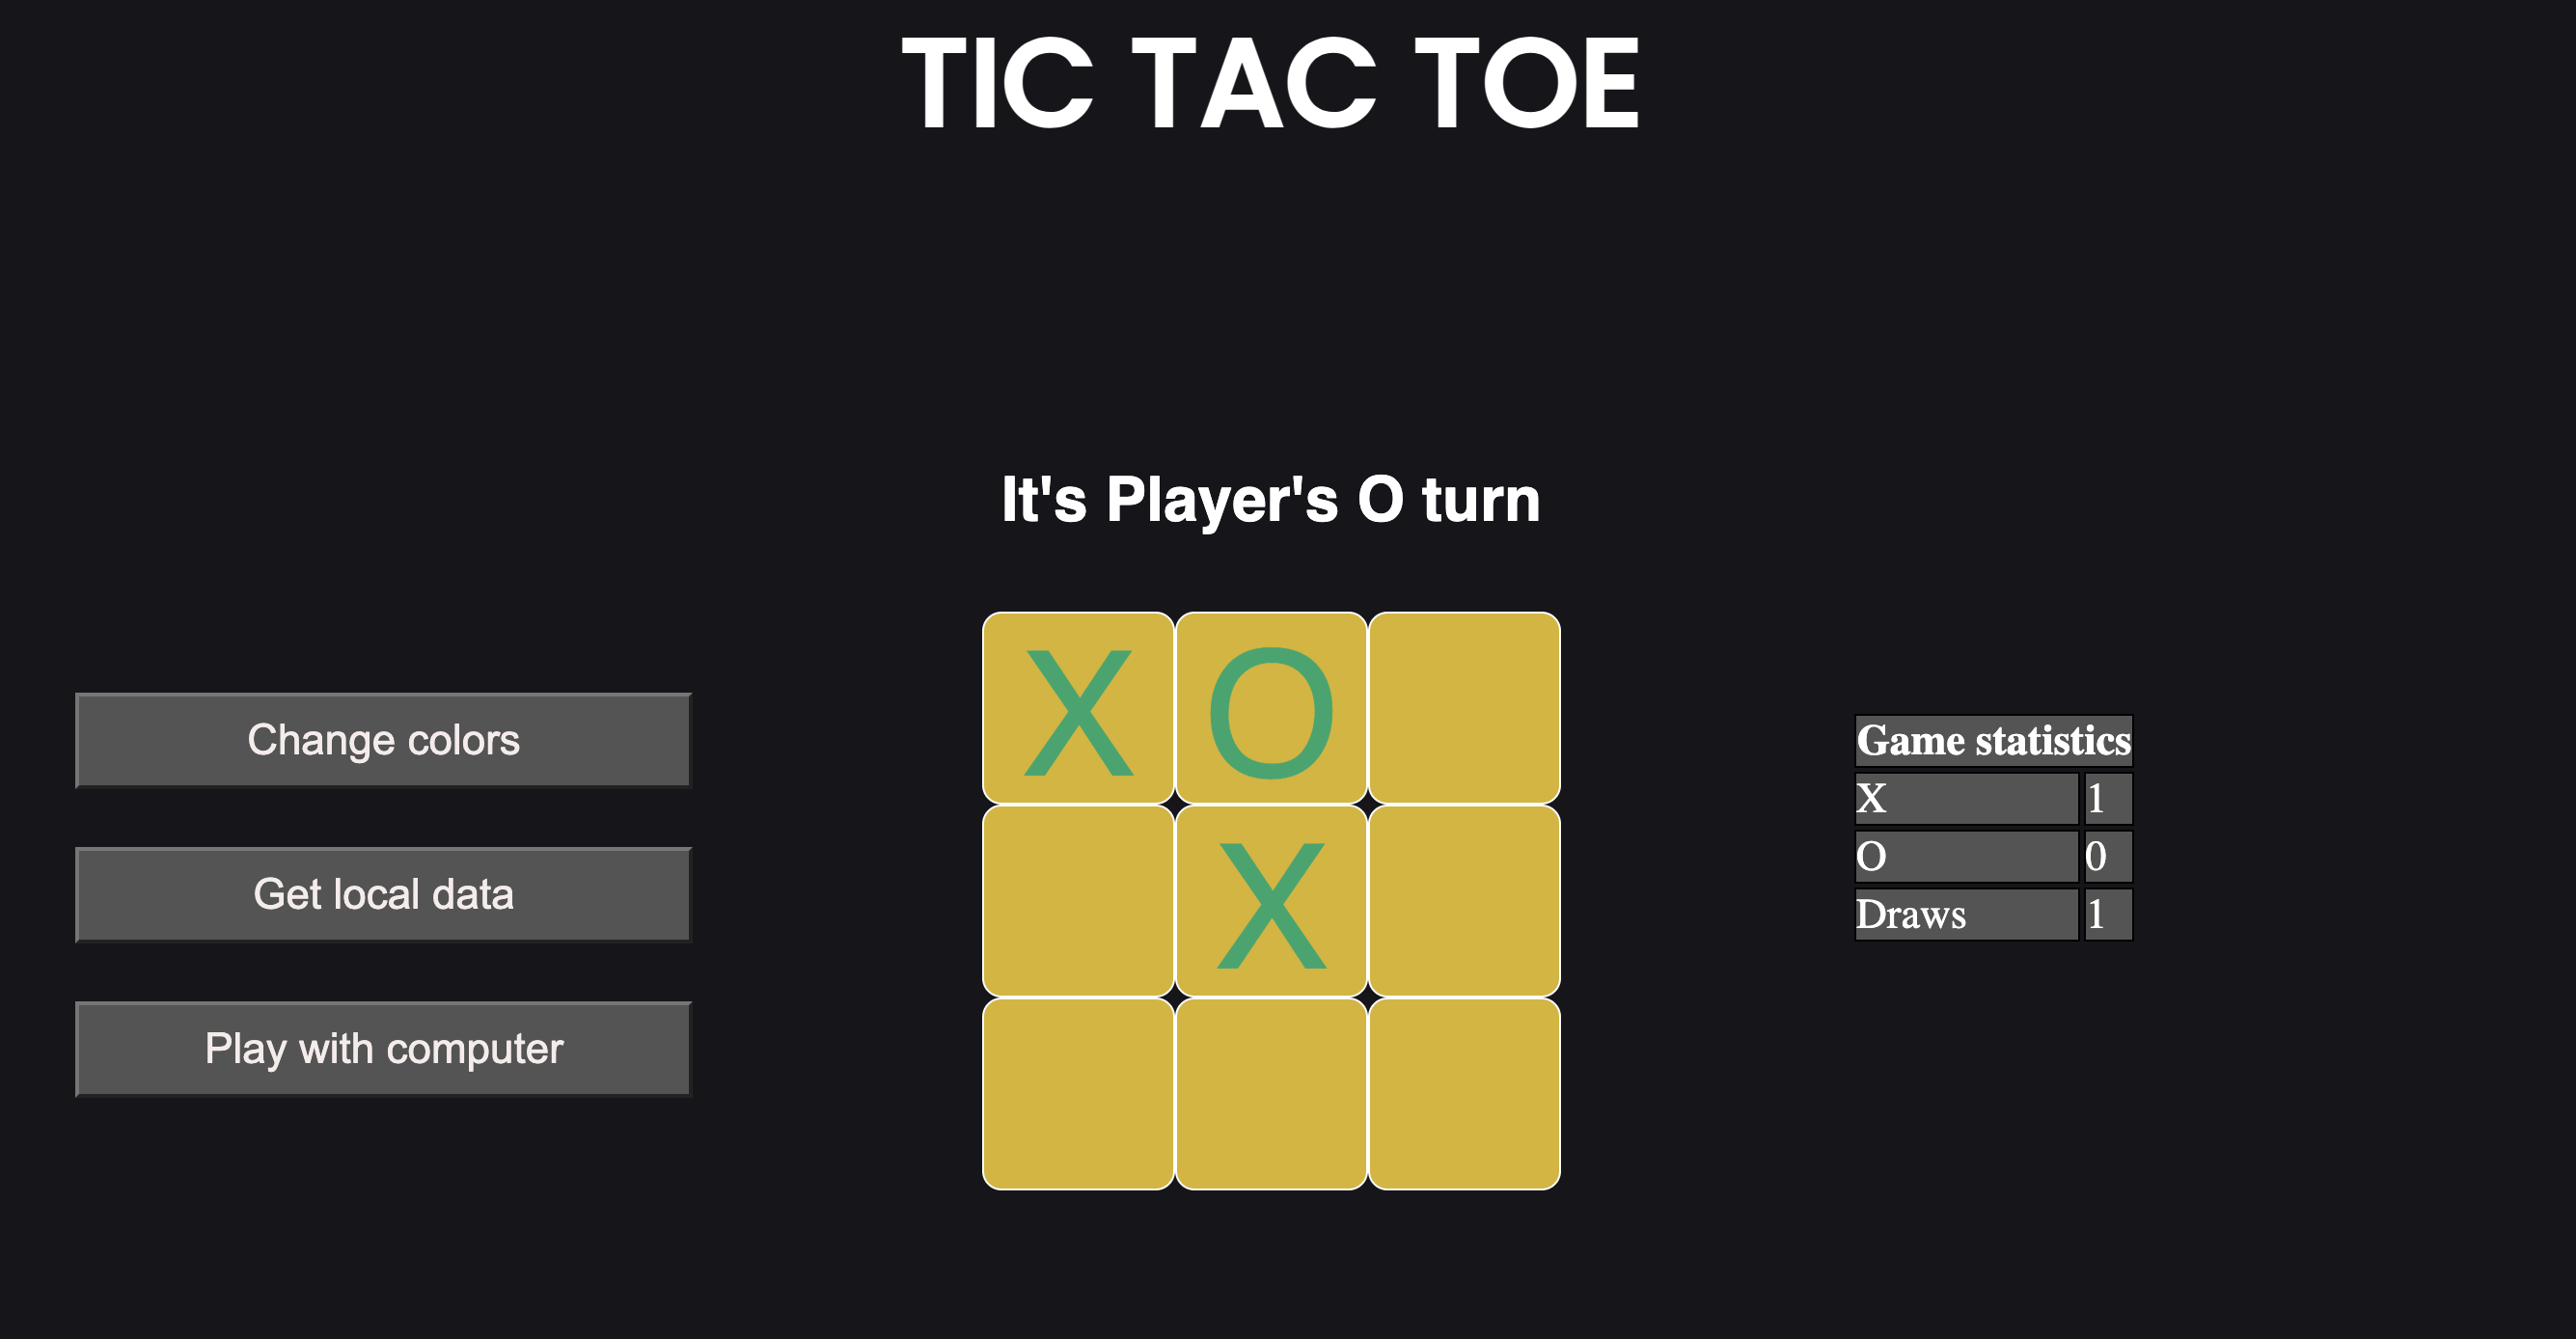 TIC TAC TOE
It's Player's O turn
Change colors
Get local data
Play with computer
X O
X
Game statistics
X 1
O 0
Draws 1